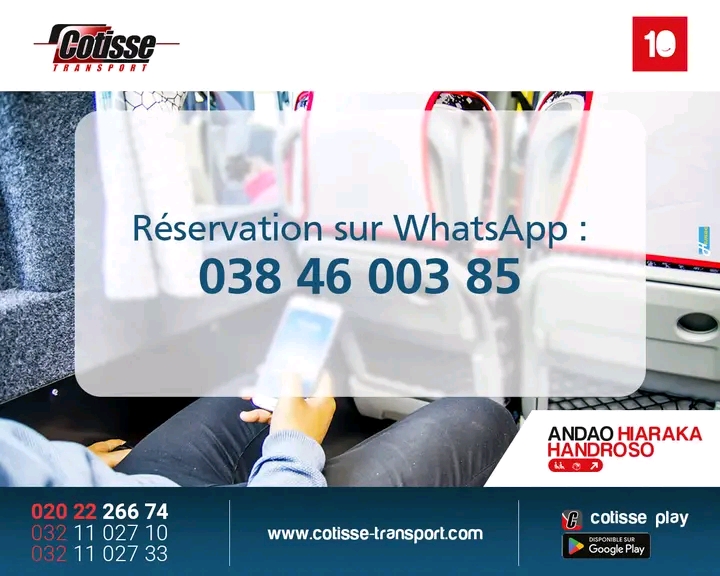 Cotisse
TRANSPORT
10
Réservation sur WhatsApp :
038 46 003 85
ANDAO HIARAKA
HANDROSO
020 22 266 74
032 11 027 10
032 11 027 33
www.cotisse-transport.com
cotisse play
DISPONIBLE SUR
Google Play